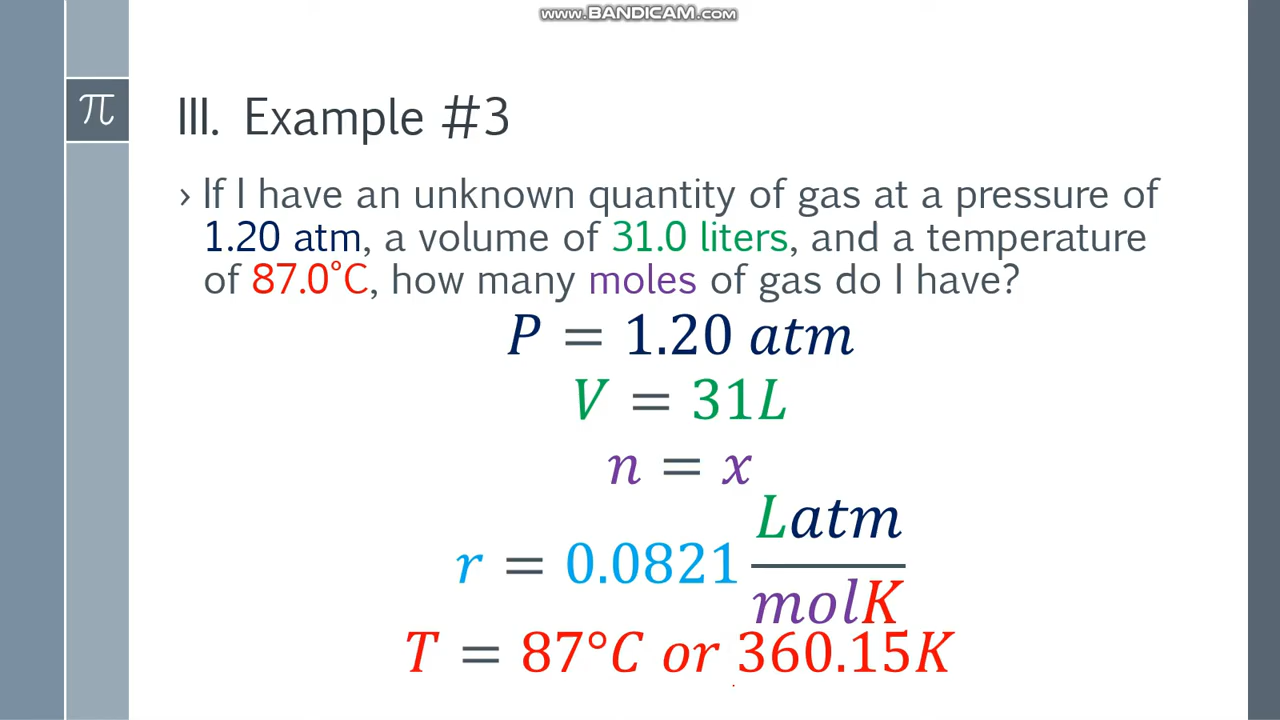 www.BANDICAM.com
π
III. Example #3
› If I have an unknown quantity of gas at a pressure of
1.20 atm, a volume of 31.0 liters, and a temperature
of 87.0°C, how many moles of gas do I have?
P = 1.20 atm
V = 31L
n = x
r = 0.0821 Latm/molK
T = 87°C or 360.15K